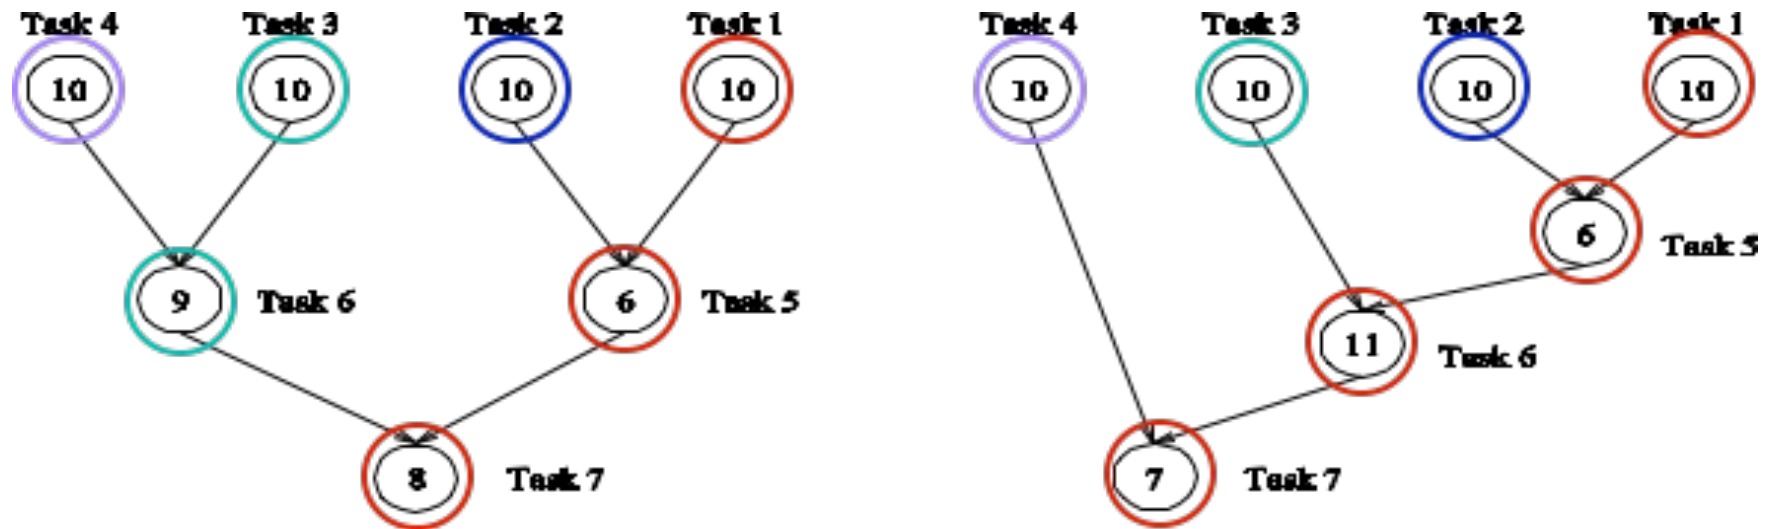 Task 4 Task 3 Task 2 Task 1 Task 4 Task 3 Task 2 Task 1
10 10 10 10 10 10 10 10
6 Task 5
9 Task 6 6 Task 5
11 Task 6
8 Task 7 7 Task 7